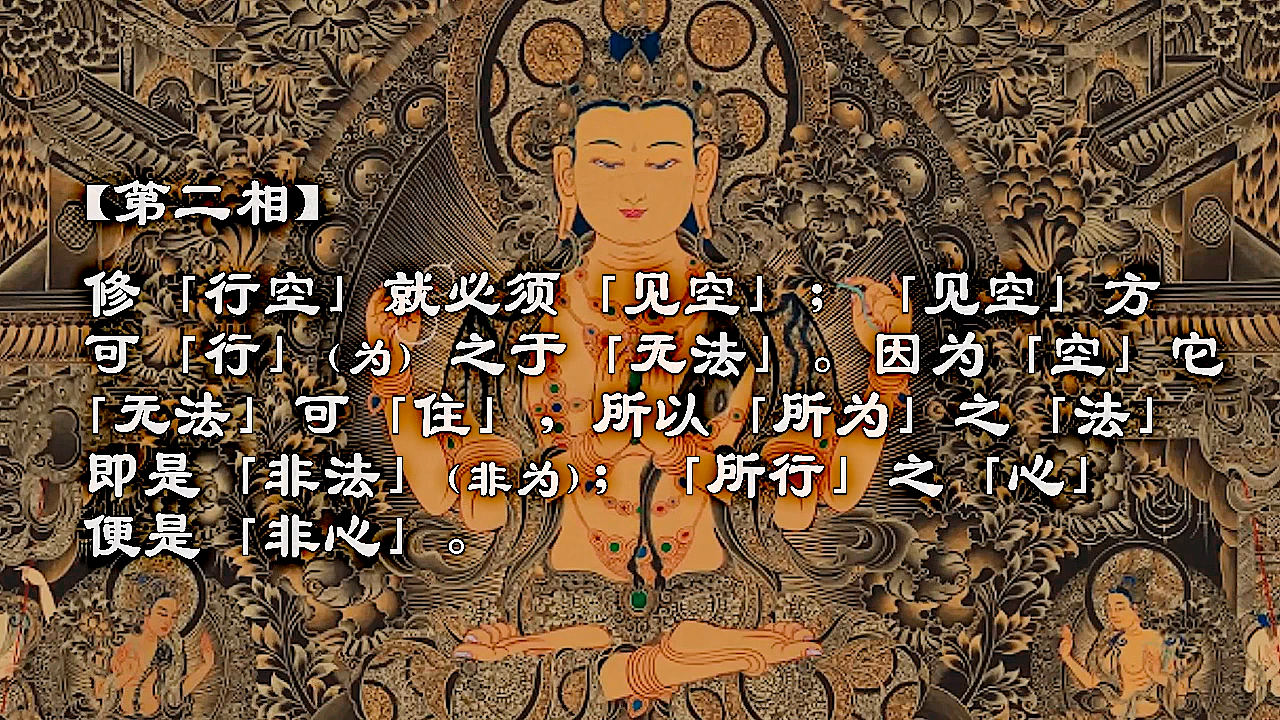 【第二相】
修「行空」就必须「见空」；「见空」方
可「行」（为）之于「无法」。因为「空」它
「无法」可「住」，所以「所为」之「法」
即是「非法」（非为）；「所行」之「心」
便是「非心」。